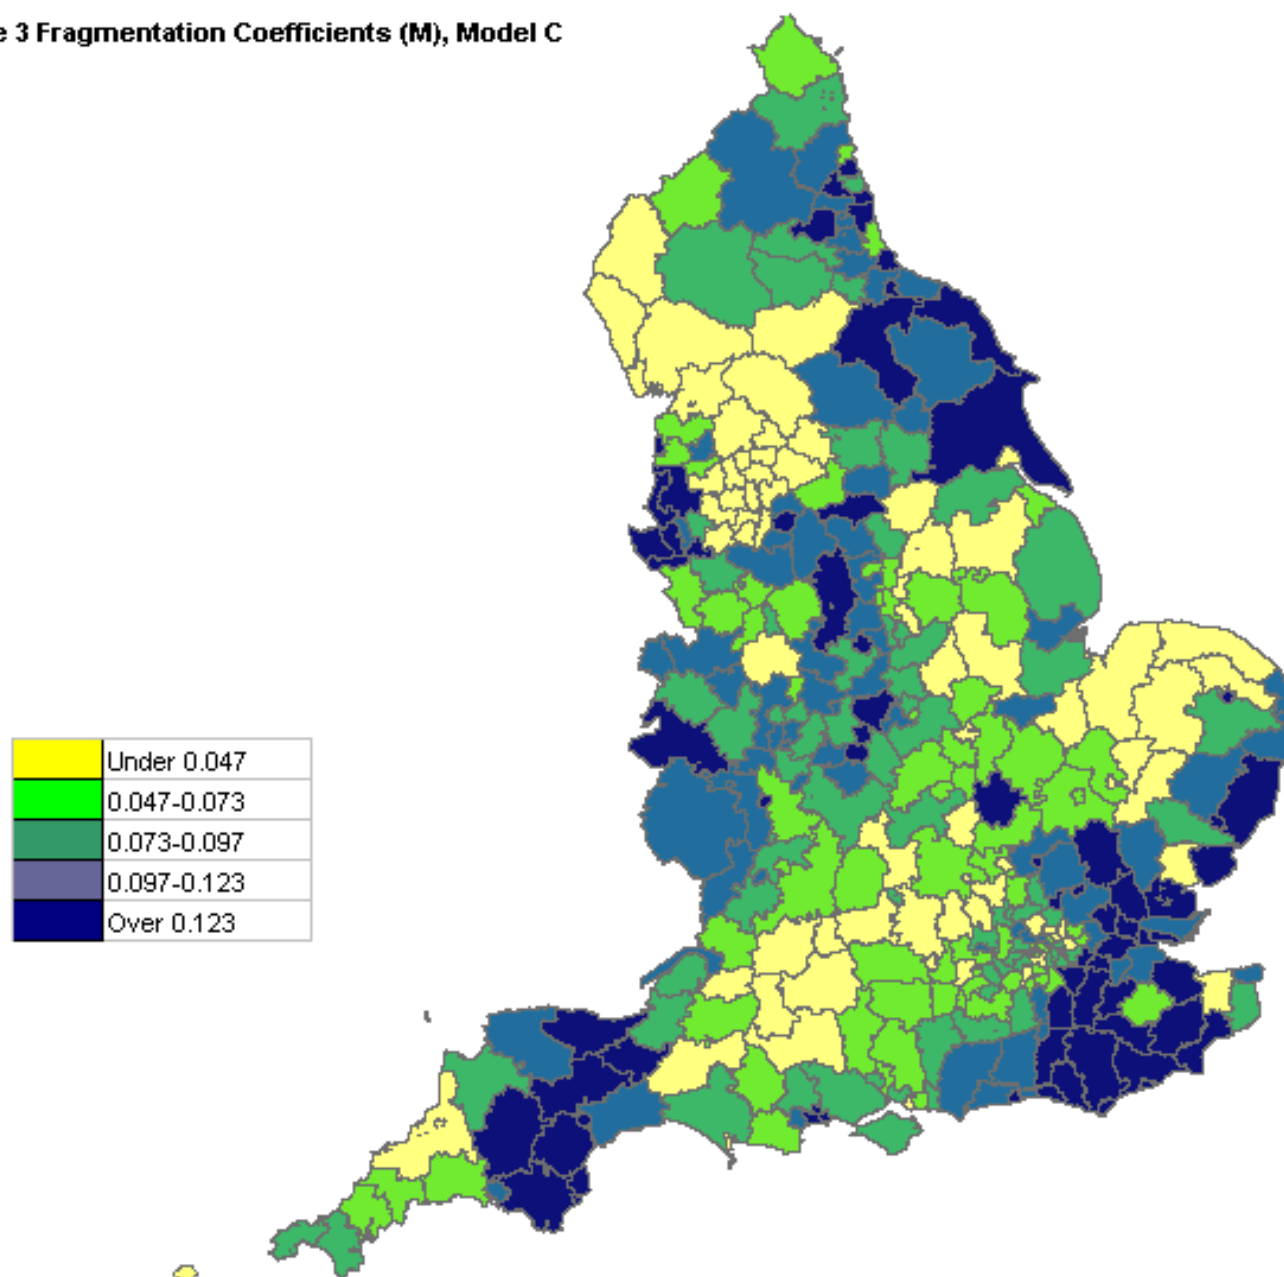 e 3 Fragmentation Coefficients (M), Model C
Under 0.047
0.047-0.073
0.073-0.097
0.097-0.123
Over 0.123